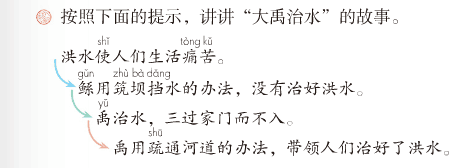 按照下面的提示，讲讲“大禹治水”的故事。
shǐ tòng kǔ
洪水使人们生活痛苦。
gǔn zhù bà dǎng
鲧用筑坝挡水的办法，没有治好洪水。
yǔ
禹治水，三过家门而不入。
shū
禹用疏通河道的办法，带领人们治好了洪水。